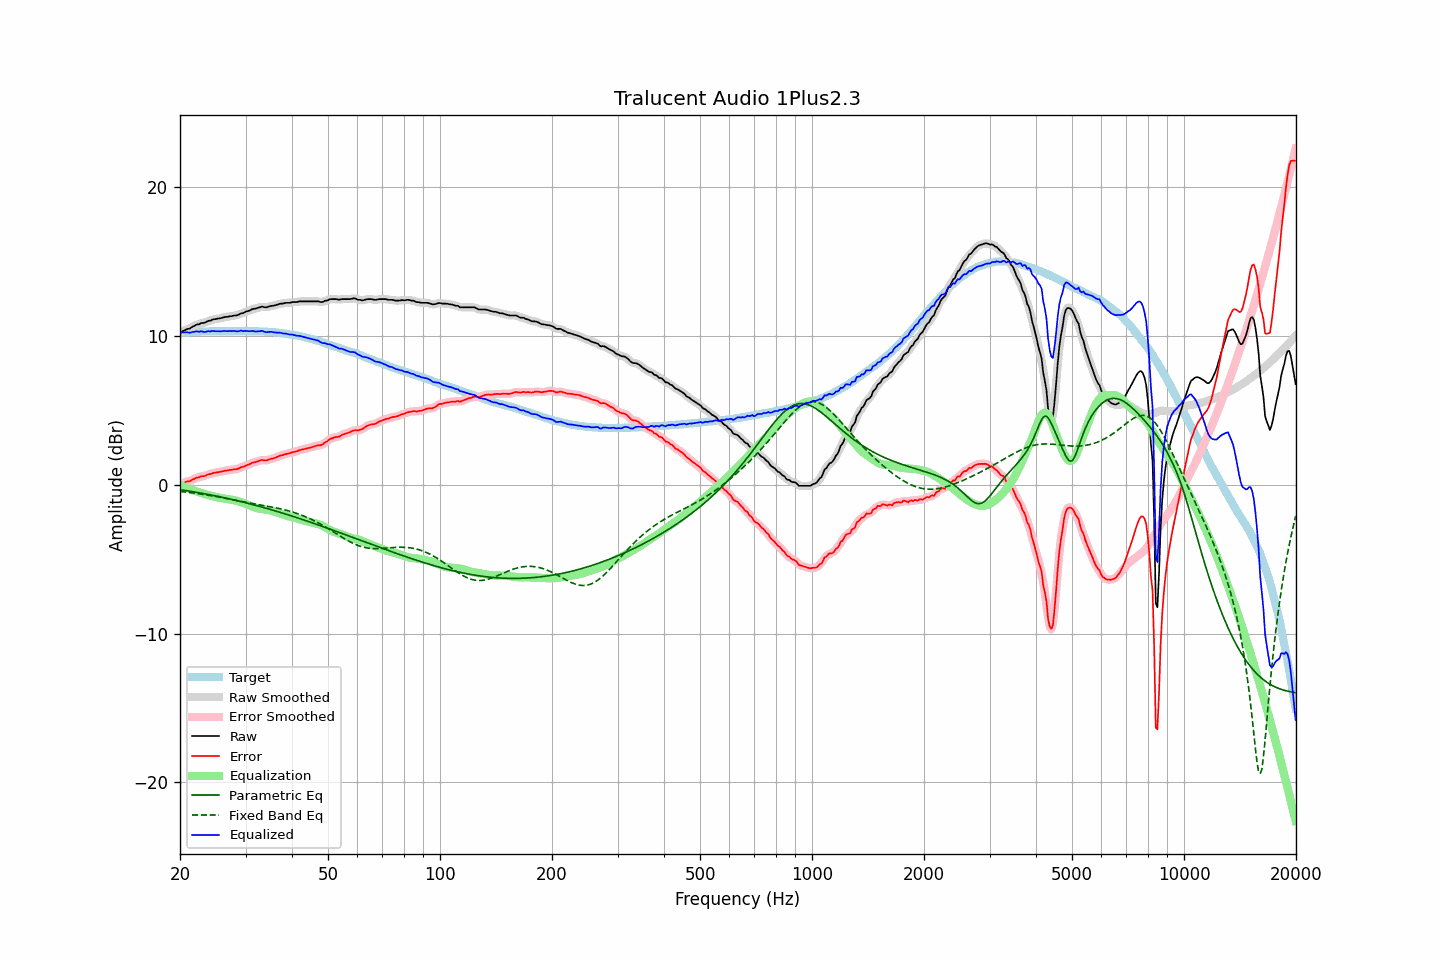 Tralucent Audio 1Plus2.3
Amplitude (dBr)
20
10
0
−10
−20
Target
Raw Smoothed
Error Smoothed
Raw
Error
Equalization
Parametric Eq
Fixed Band Eq
Equalized
20 50 100 200 500 1000 2000 5000 10000 20000
Frequency (Hz)